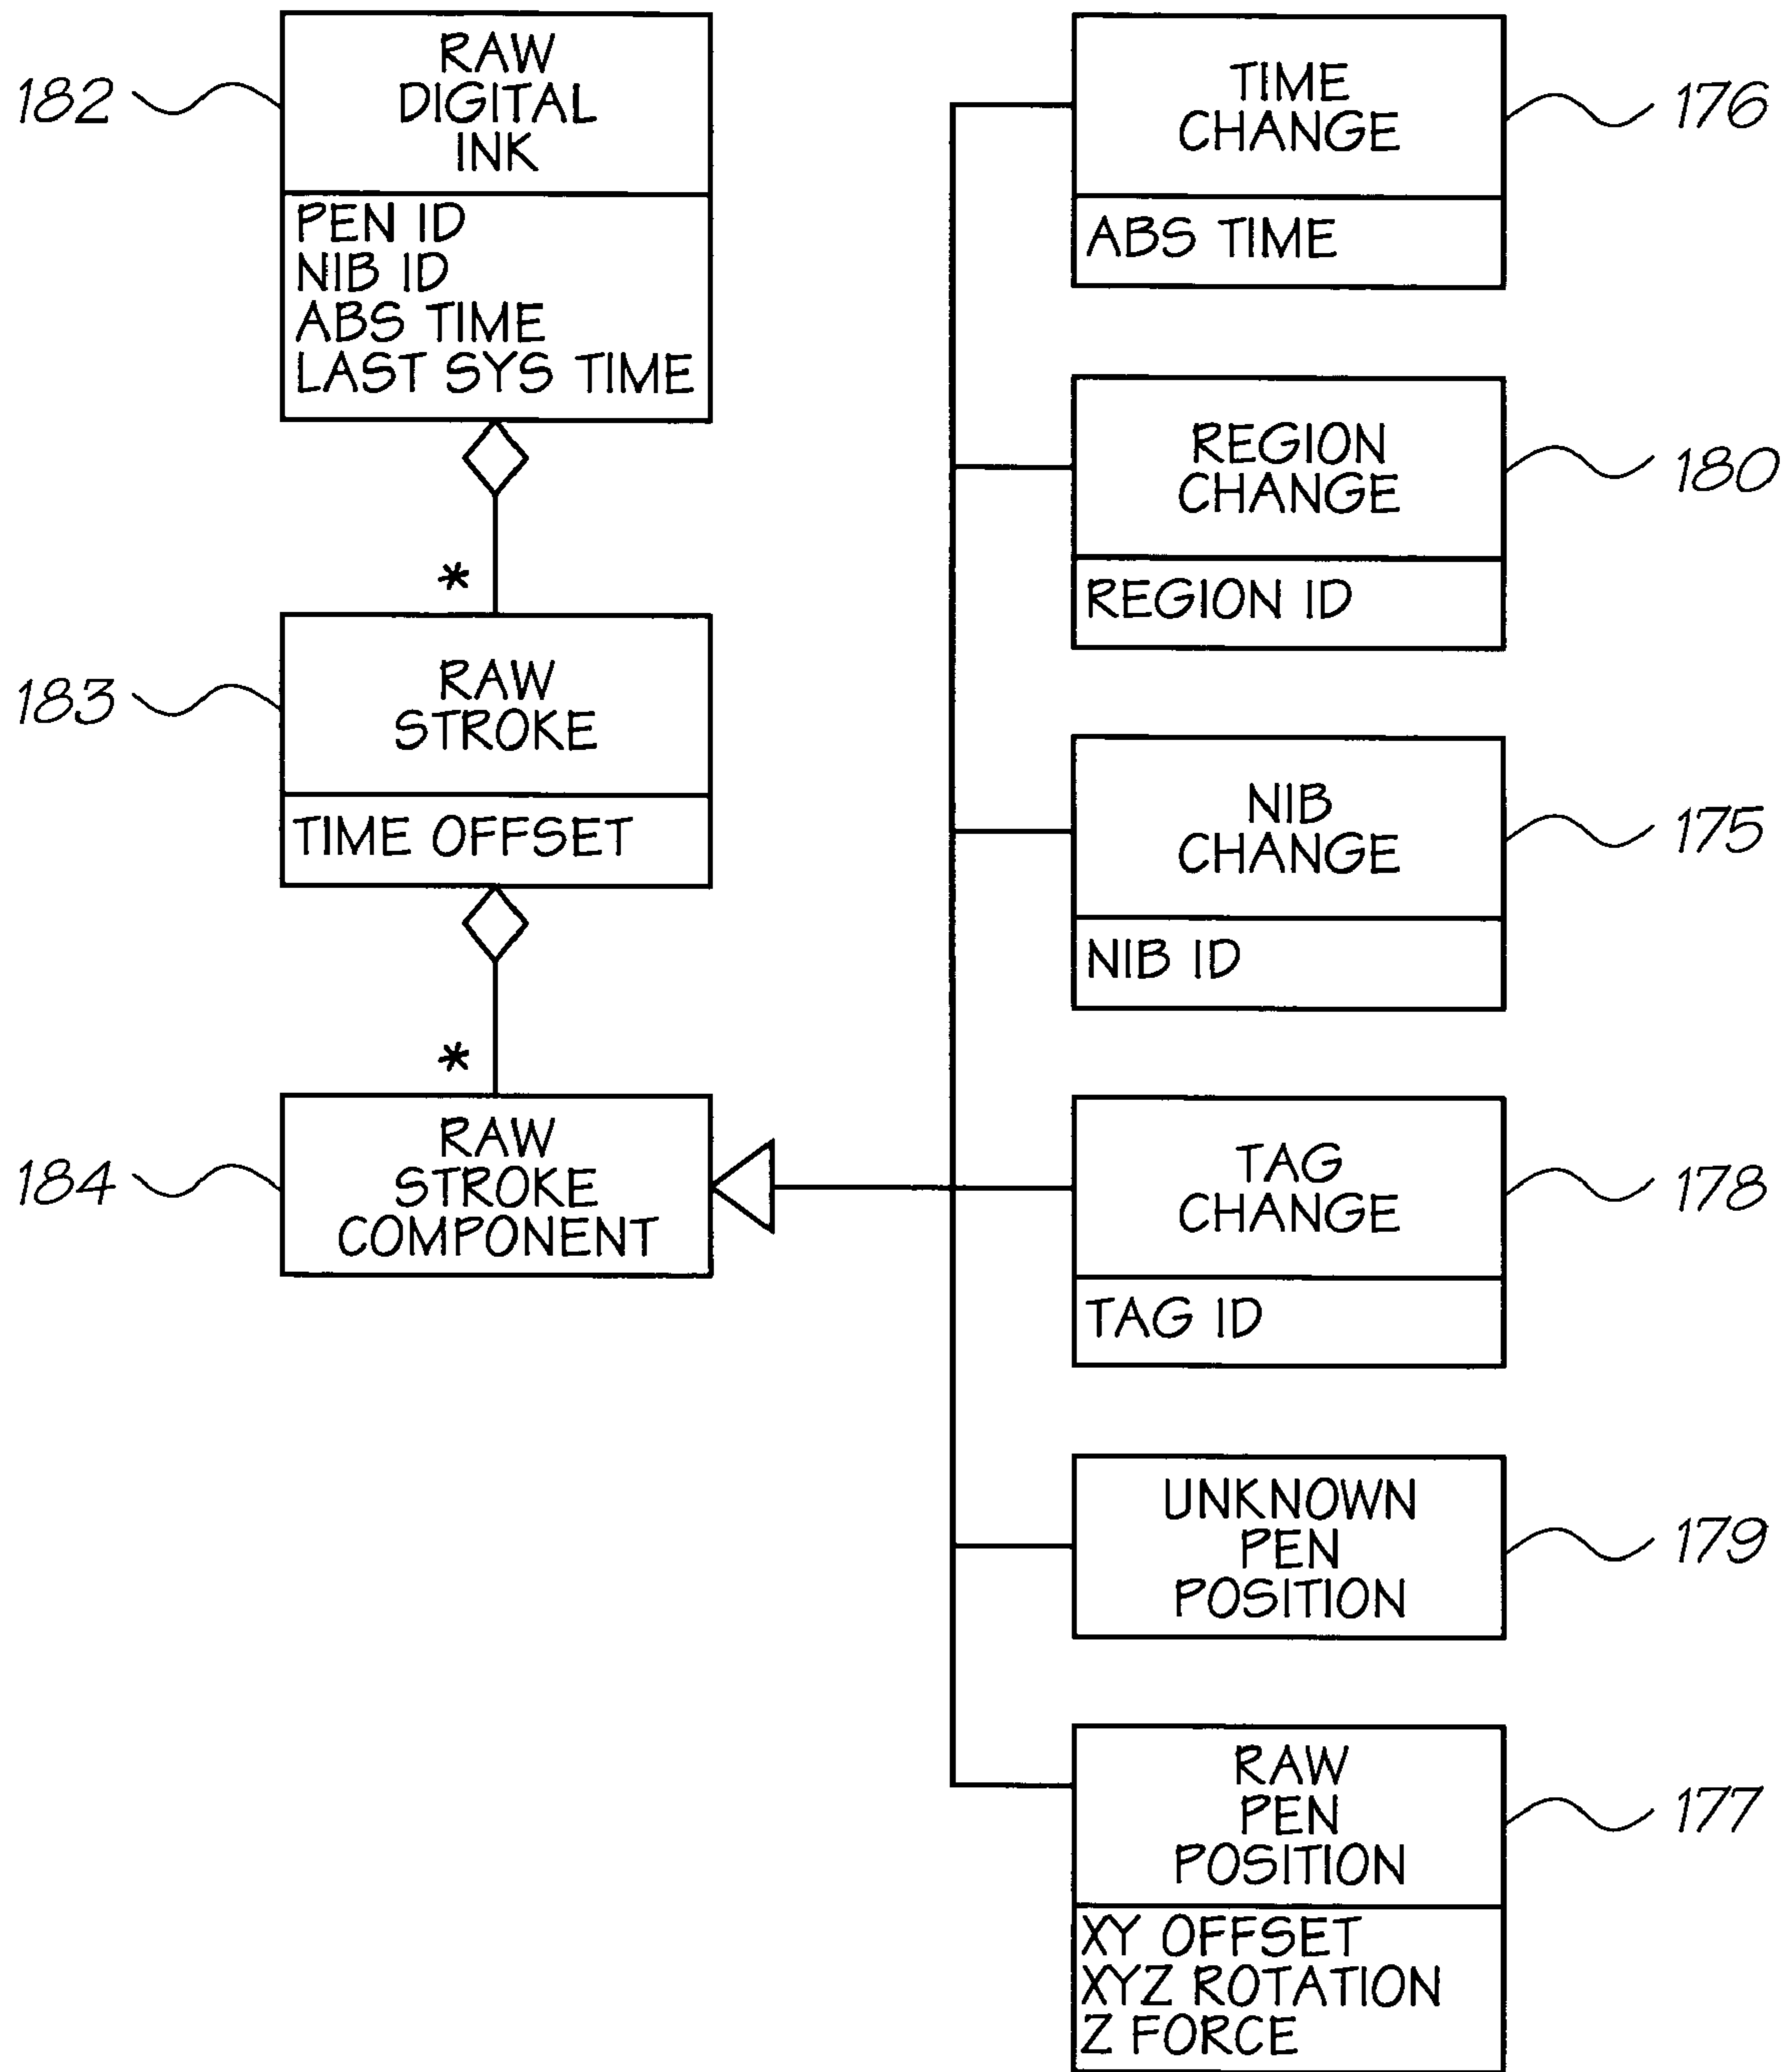 182
RAW
DIGITAL
INK
PEN ID
NIB ID
ABS TIME
LAST SYS TIME
*
183
RAW
STROKE
TIME OFFSET
*
184
RAW
STROKE
COMPONENT
TIME
CHANGE
176
ABS TIME
REGION
CHANGE
180
REGION ID
NIB
CHANGE
175
NIB ID
TAG
CHANGE
178
TAG ID
UNKNOWN
PEN
POSITION
179
RAW
PEN
POSITION
177
XY OFFSET
XYZ ROTATION
Z FORCE